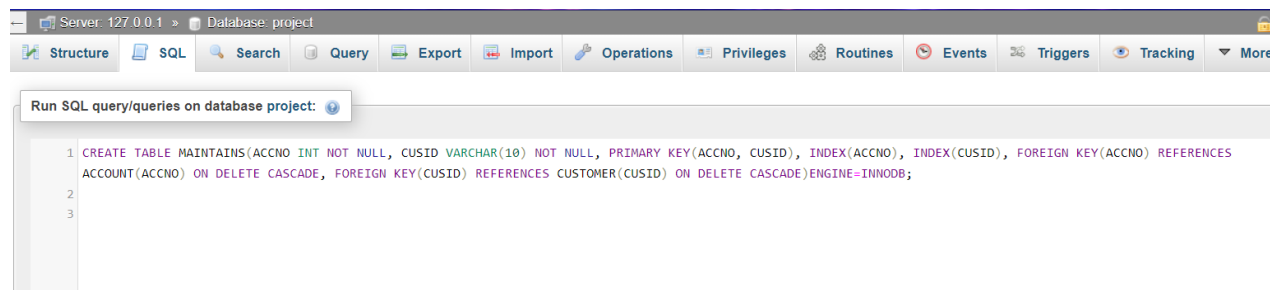 Server: 127.0.0.1 » Database: project
Structure SQL Search Query Export Import Operations Privileges Routines Events Triggers Tracking More
Run SQL query/queries on database project:
1 CREATE TABLE MAINTAINS(ACCNO INT NOT NULL, CUSID VARCHAR(10) NOT NULL, PRIMARY KEY(ACCNO, CUSID), INDEX(ACCNO), INDEX(CUSID), FOREIGN KEY(ACCNO) REFERENCES
ACCOUNT(ACCNO) ON DELETE CASCADE, FOREIGN KEY(CUSID) REFERENCES CUSTOMER(CUSID) ON DELETE CASCADE)ENGINE=INNODB;
2
3